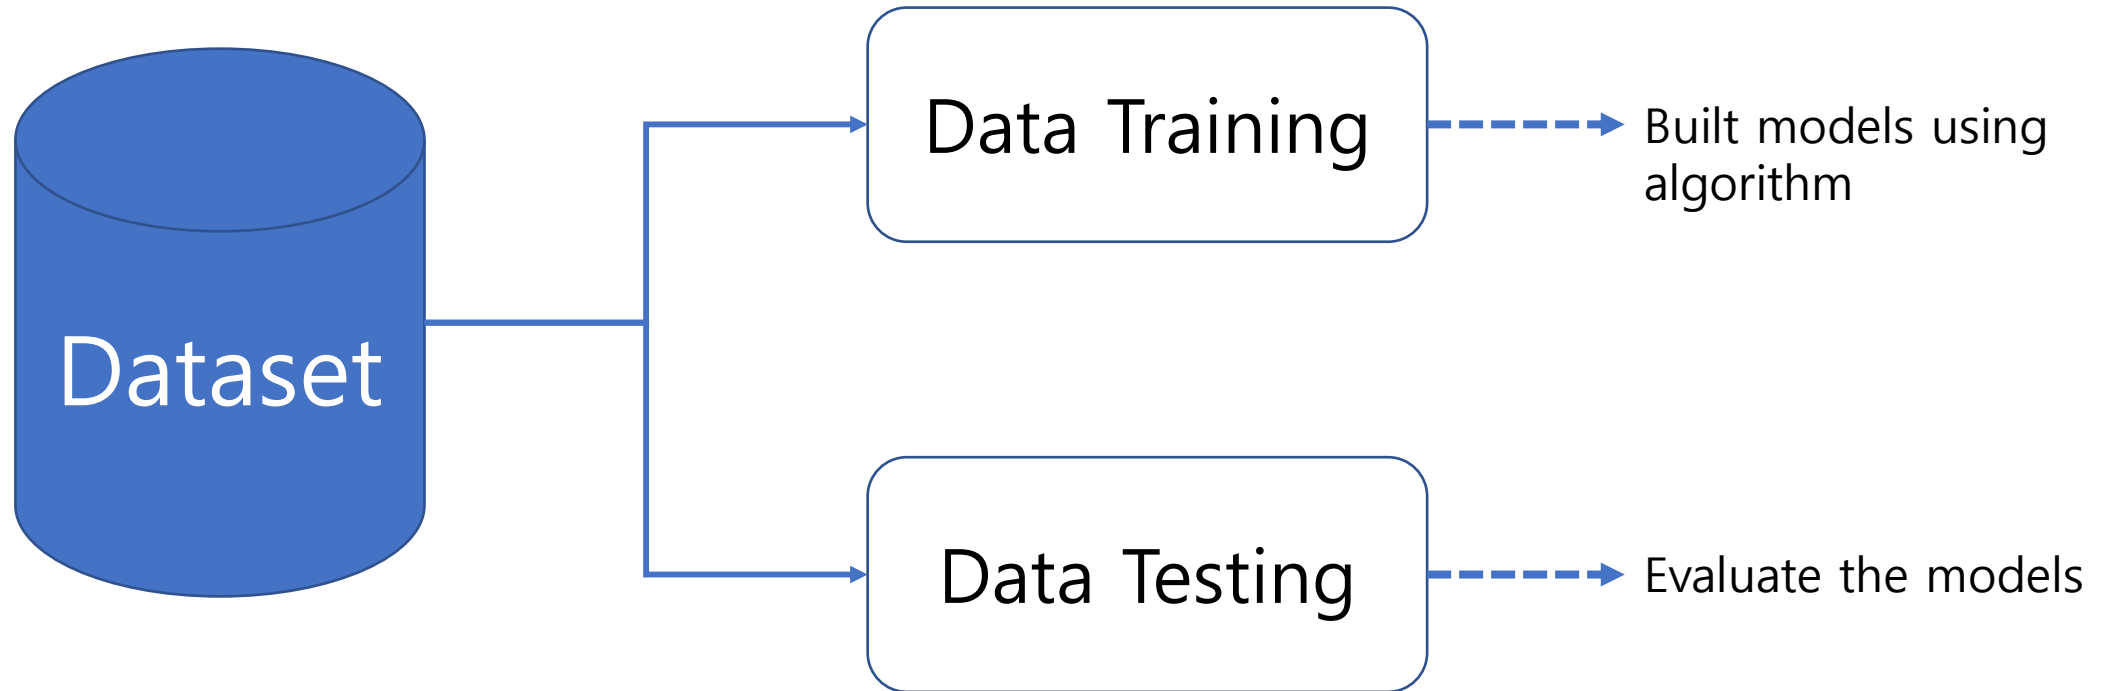 Dataset
Data Training
Built models using
algorithm
Data Testing
Evaluate the models